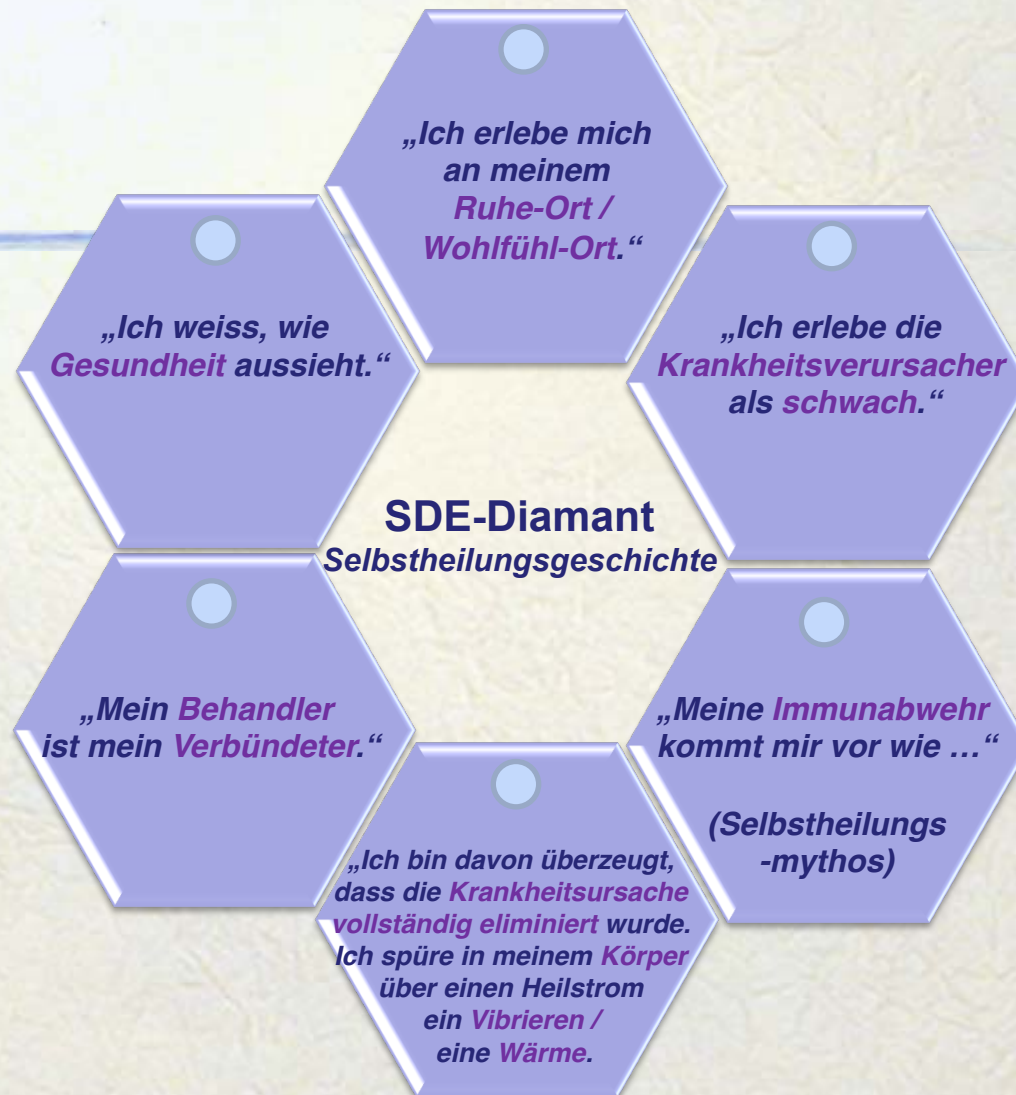 „Ich erlebe mich
an meinem
Ruhe-Ort /
Wohlfühl-Ort.“
„Ich weiss, wie
Gesundheit aussieht.“
„Ich erlebe die
Krankheitsverursacher
als schwach.“
SDE-Diamant
Selbstheilungsgeschichte
„Mein Behandler
ist mein Verbündeter.“
„Meine Immunabwehr
kommt mir vor wie …“
(Selbstheilungs
-mythos)
„Ich bin davon überzeugt,
dass die Krankheitsursache
vollständig eliminiert wurde.
Ich spüre in meinem Körper
über einen Heilstrom
ein Vibrieren /
eine Wärme.